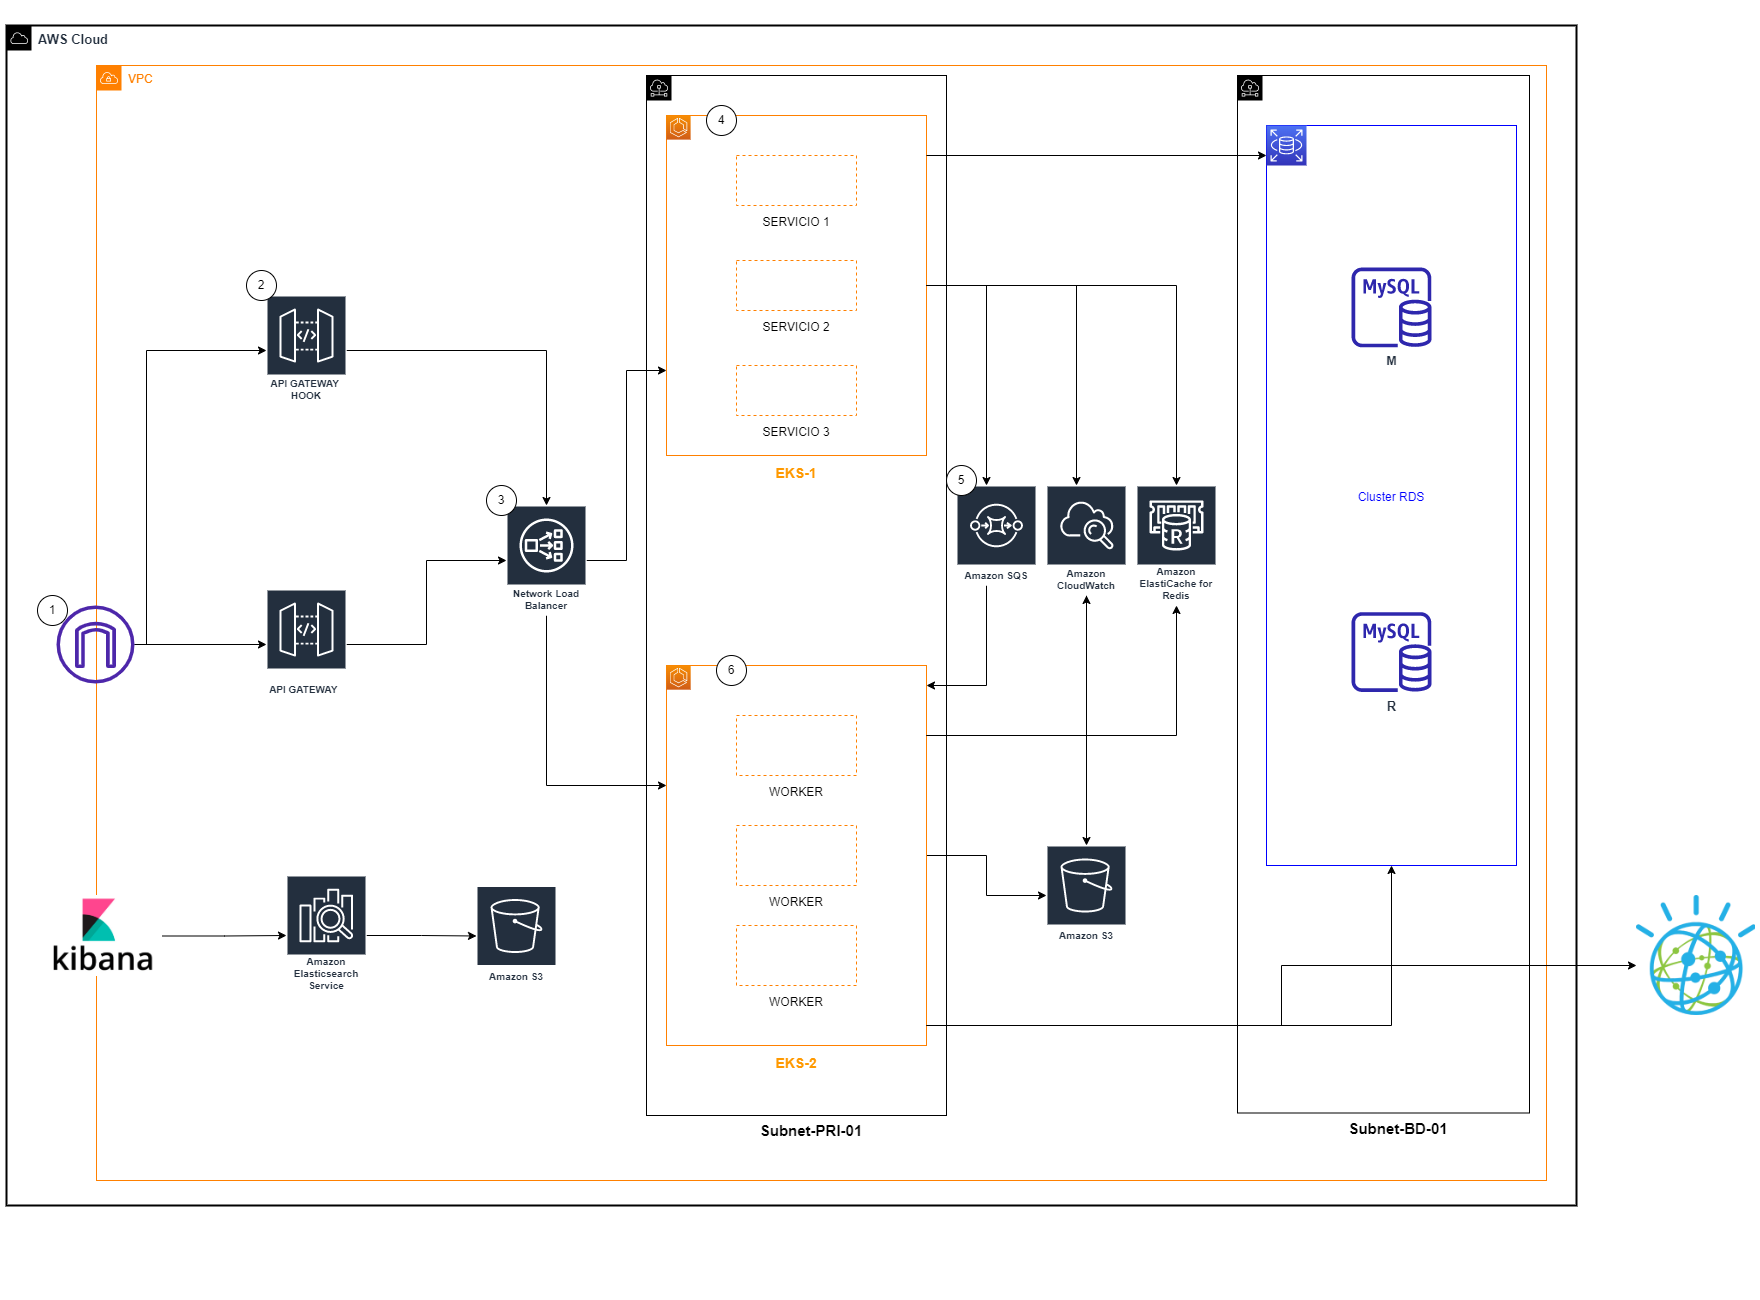 AWS Cloud
VPC
4
SERVICIO 1
2
MySQL
SERVICIO 2
M
API GATEWAY
HOOK
SERVICIO 3
EKS-1
5
3
Cluster RDS
R
Amazon SQS
Amazon
CloudWatch
Amazon
ElastiCache for
Redis
Network Load
Balancer
1
MySQL
6
API GATEWAY
R
WORKER
WORKER
kibana
Amazon
Elasticsearch
Service
Amazon S3
Amazon S3
WORKER
EKS-2
Subnet-PRI-01
Subnet-BD-01